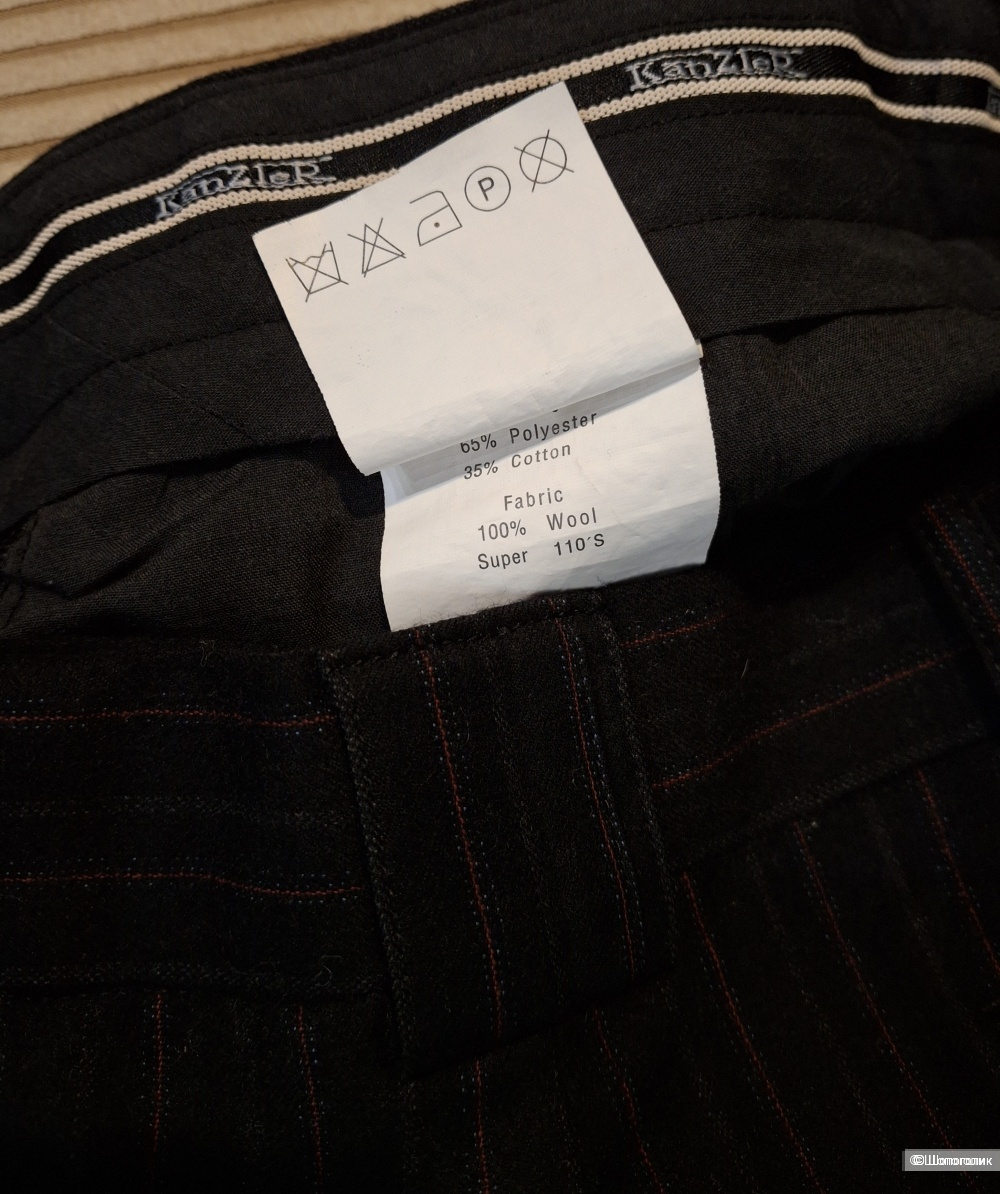 KanZleR
KanZleR
P
65% Polyester
35% Cotton
Fabric
100% Wool
Super 110´S
©Шопоголик